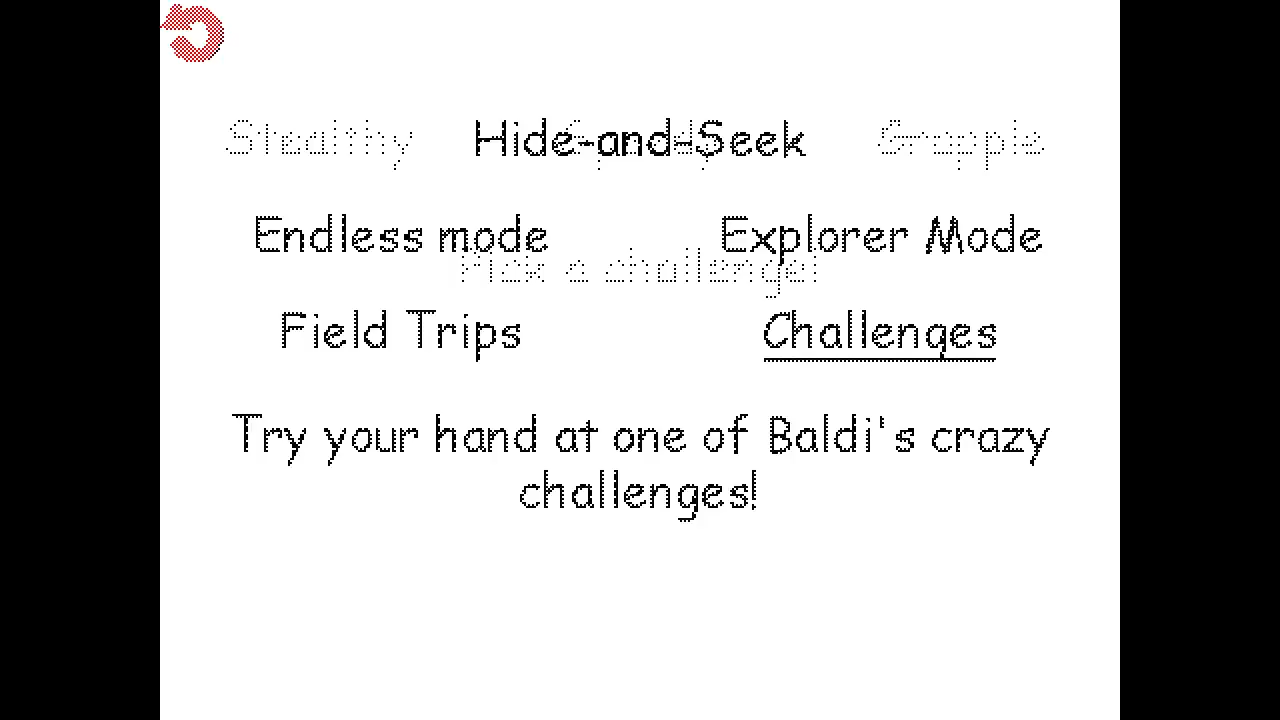 Stealthy Hide-and-Seek Grapple
Endless mode Explorer Mode
Pick a challenge!
Field Trips Challenges
Try your hand at one of Baldi's crazy
challenges!